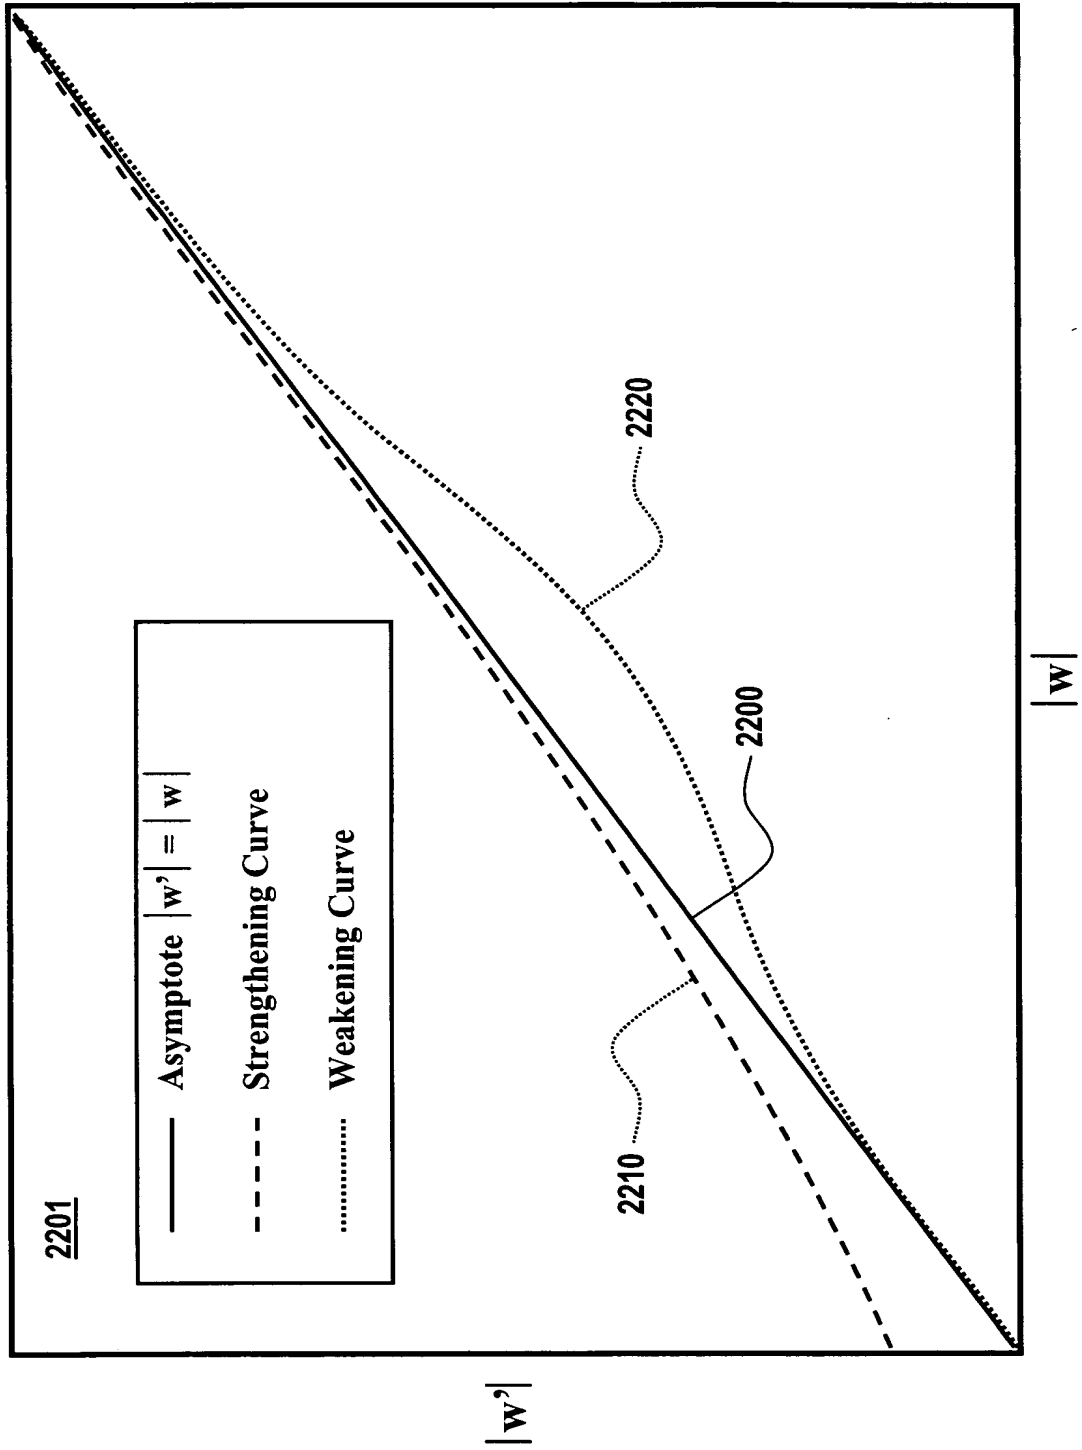 2201
Asymptote |w'| = |w|
Strengthening Curve
Weakening Curve
2210
2220
2200
|w'|
|w|